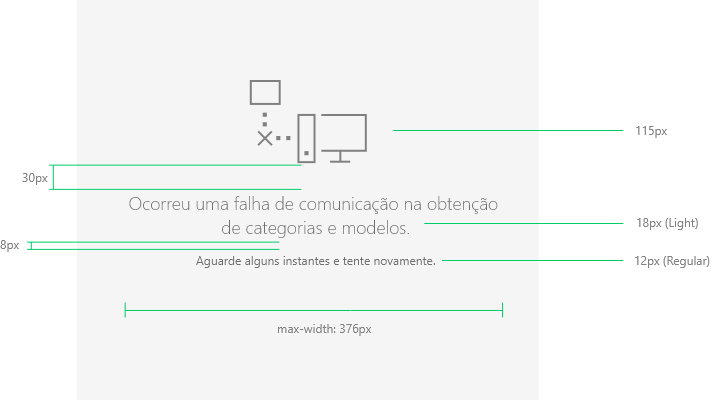 115px
30px
Ocorreu uma falha de comunicação na obtenção
de categorias e modelos.
18px (Light)
8px
Aguarde alguns instantes e tente novamente.
12px (Regular)
max-width: 376px